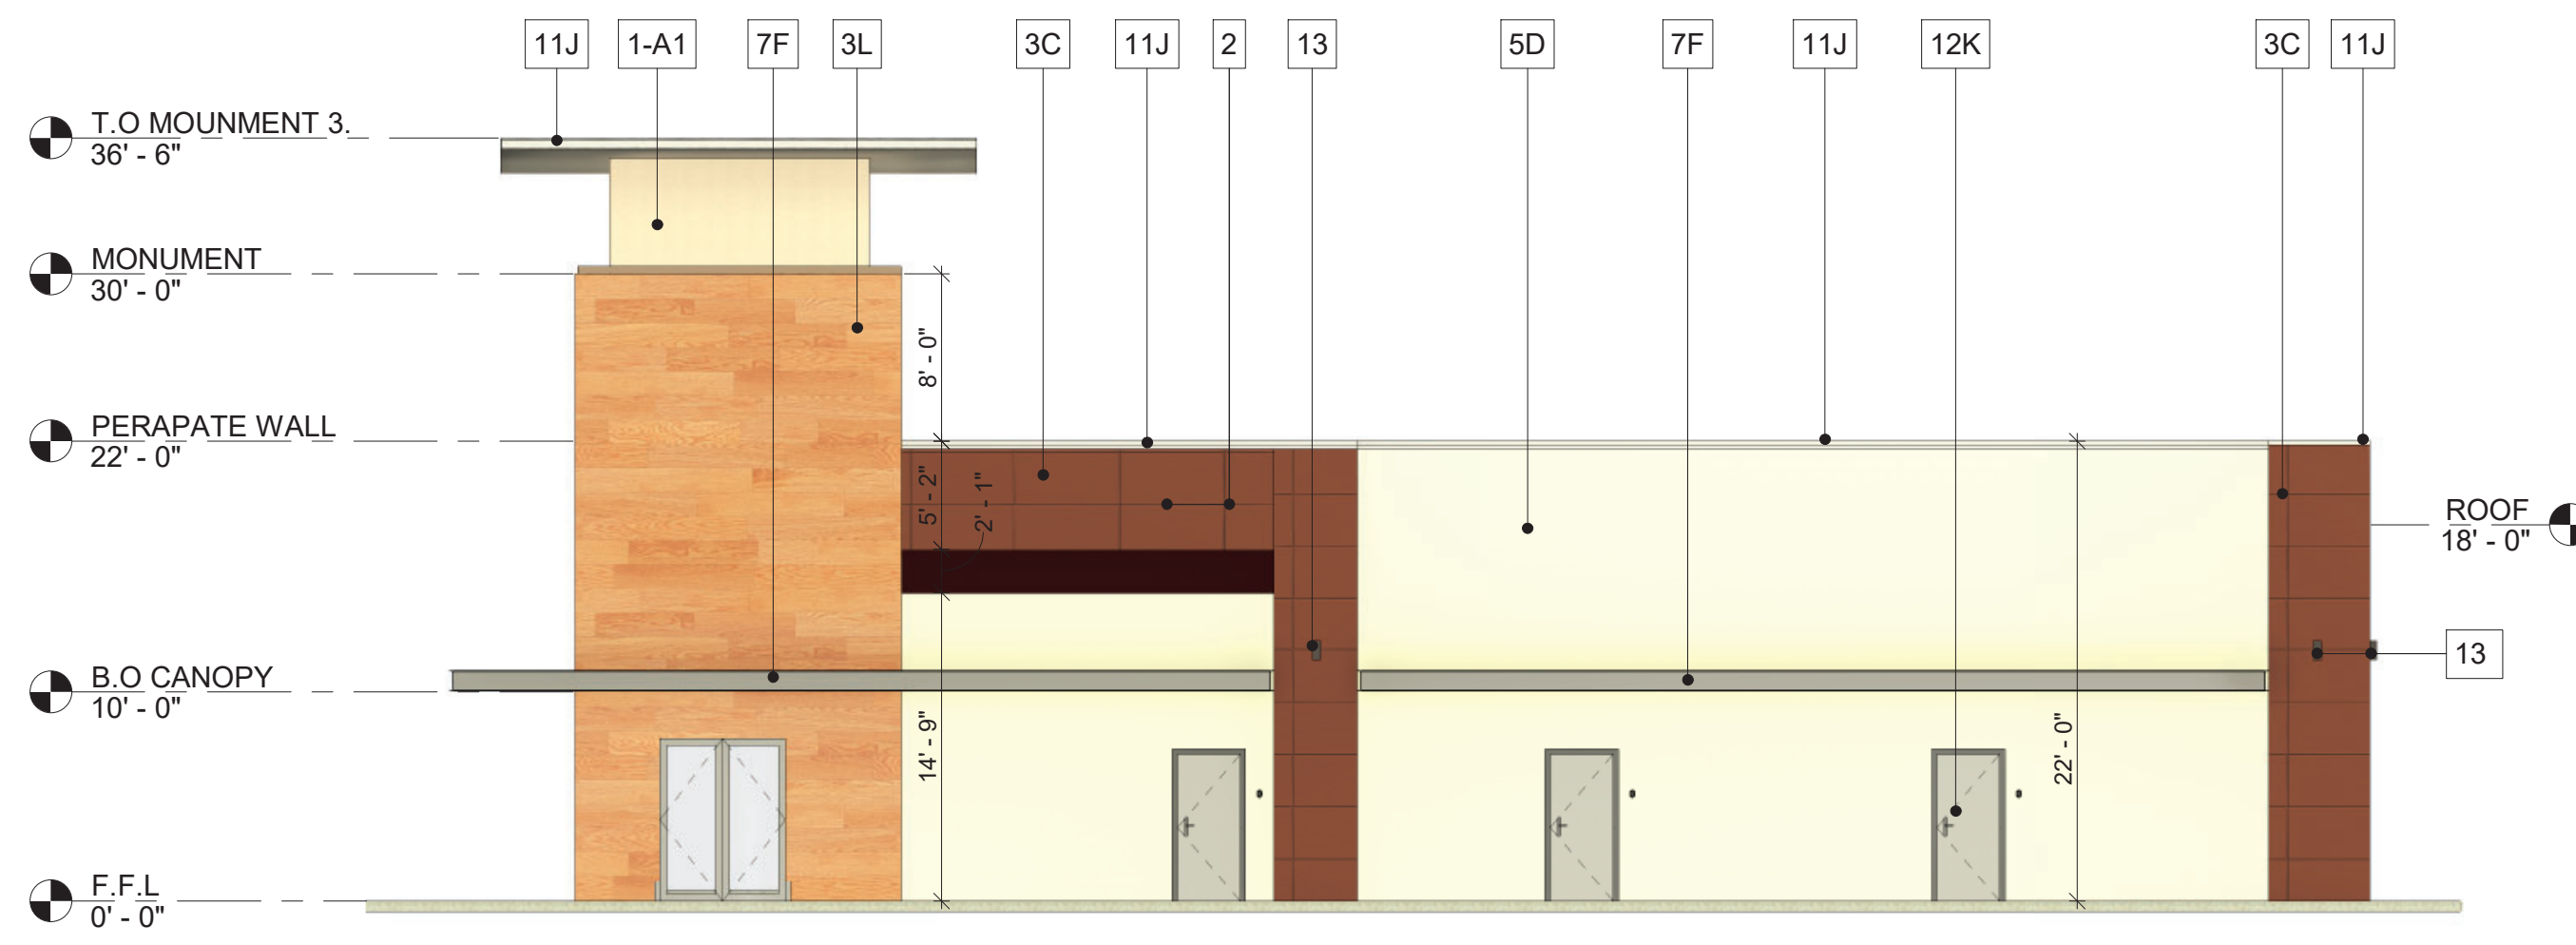 11J 1-A1 7F 3L 3C 11J 2 13 5D 7F 11J 12K 3C 11J
T.O MOUNMENT 3.
36' - 6"
MONUMENT
30' - 0"
8' - 0"
PERAPATE WALL
22' - 0"
5' - 2"
2' - 1"
ROOF
18' - 0"
13
B.O CANOPY
10' - 0"
14' - 9"
22' - 0"
F.F.L
0' - 0"